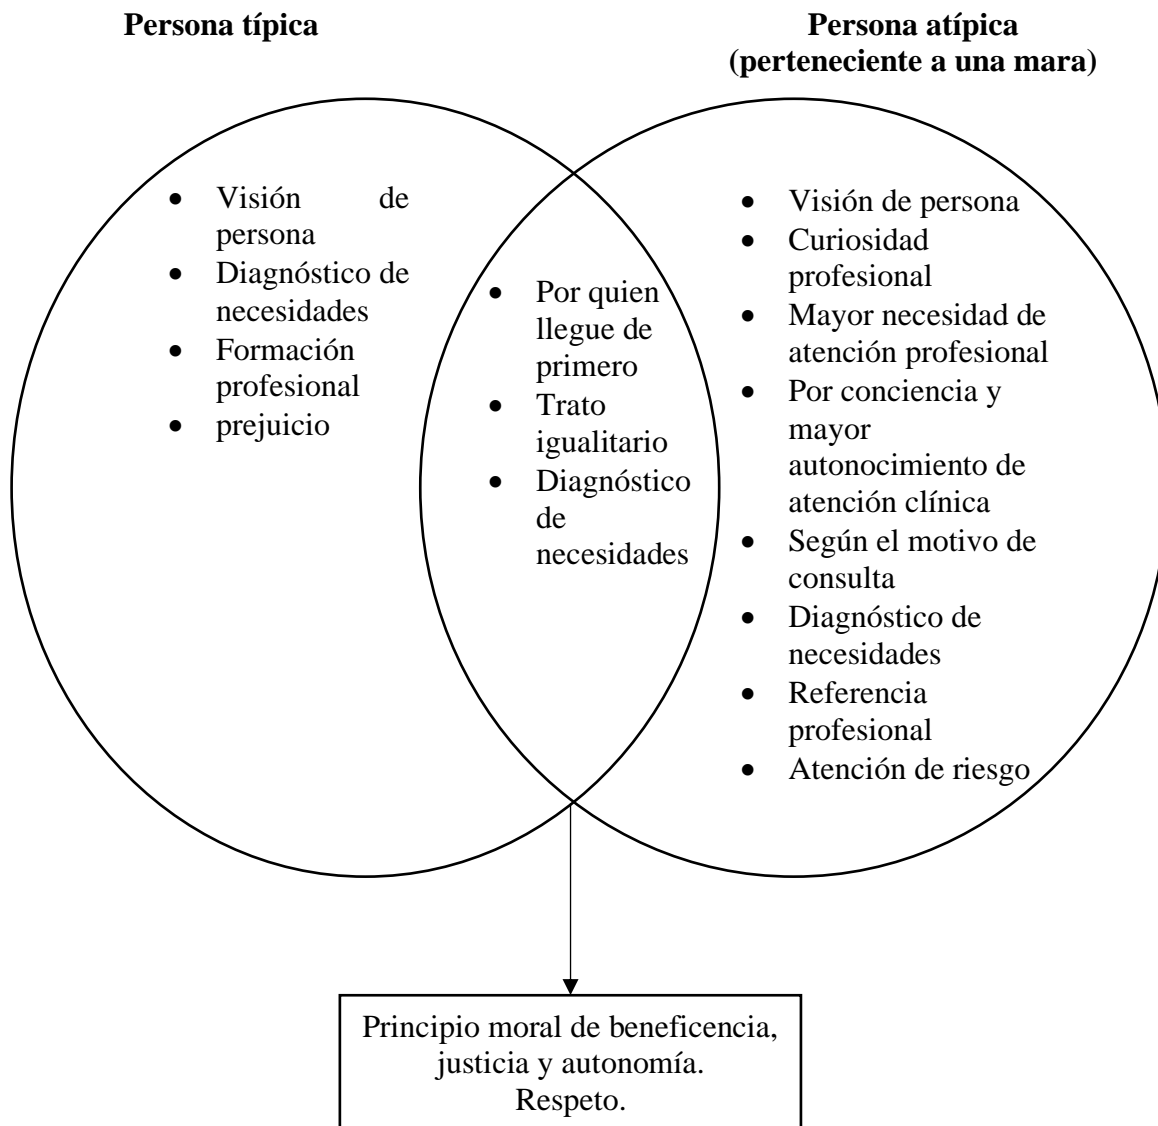 Persona típica
Persona atípica
(perteneciente a una mara)
• Visión de
persona
• Diagnóstico de
necesidades
• Formación
profesional
• prejuicio
• Por quien
llegue de
primero
• Trato
igualitario
• Diagnóstico
de
necesidades
• Visión de persona
• Curiosidad
profesional
• Mayor necesidad de
atención profesional
• Por conciencia y
mayor
autonocimiento de
atención clínica
• Según el motivo de
consulta
• Diagnóstico de
necesidades
• Referencia
profesional
• Atención de riesgo
Principio moral de beneficencia,
justicia y autonomía.
Respeto.